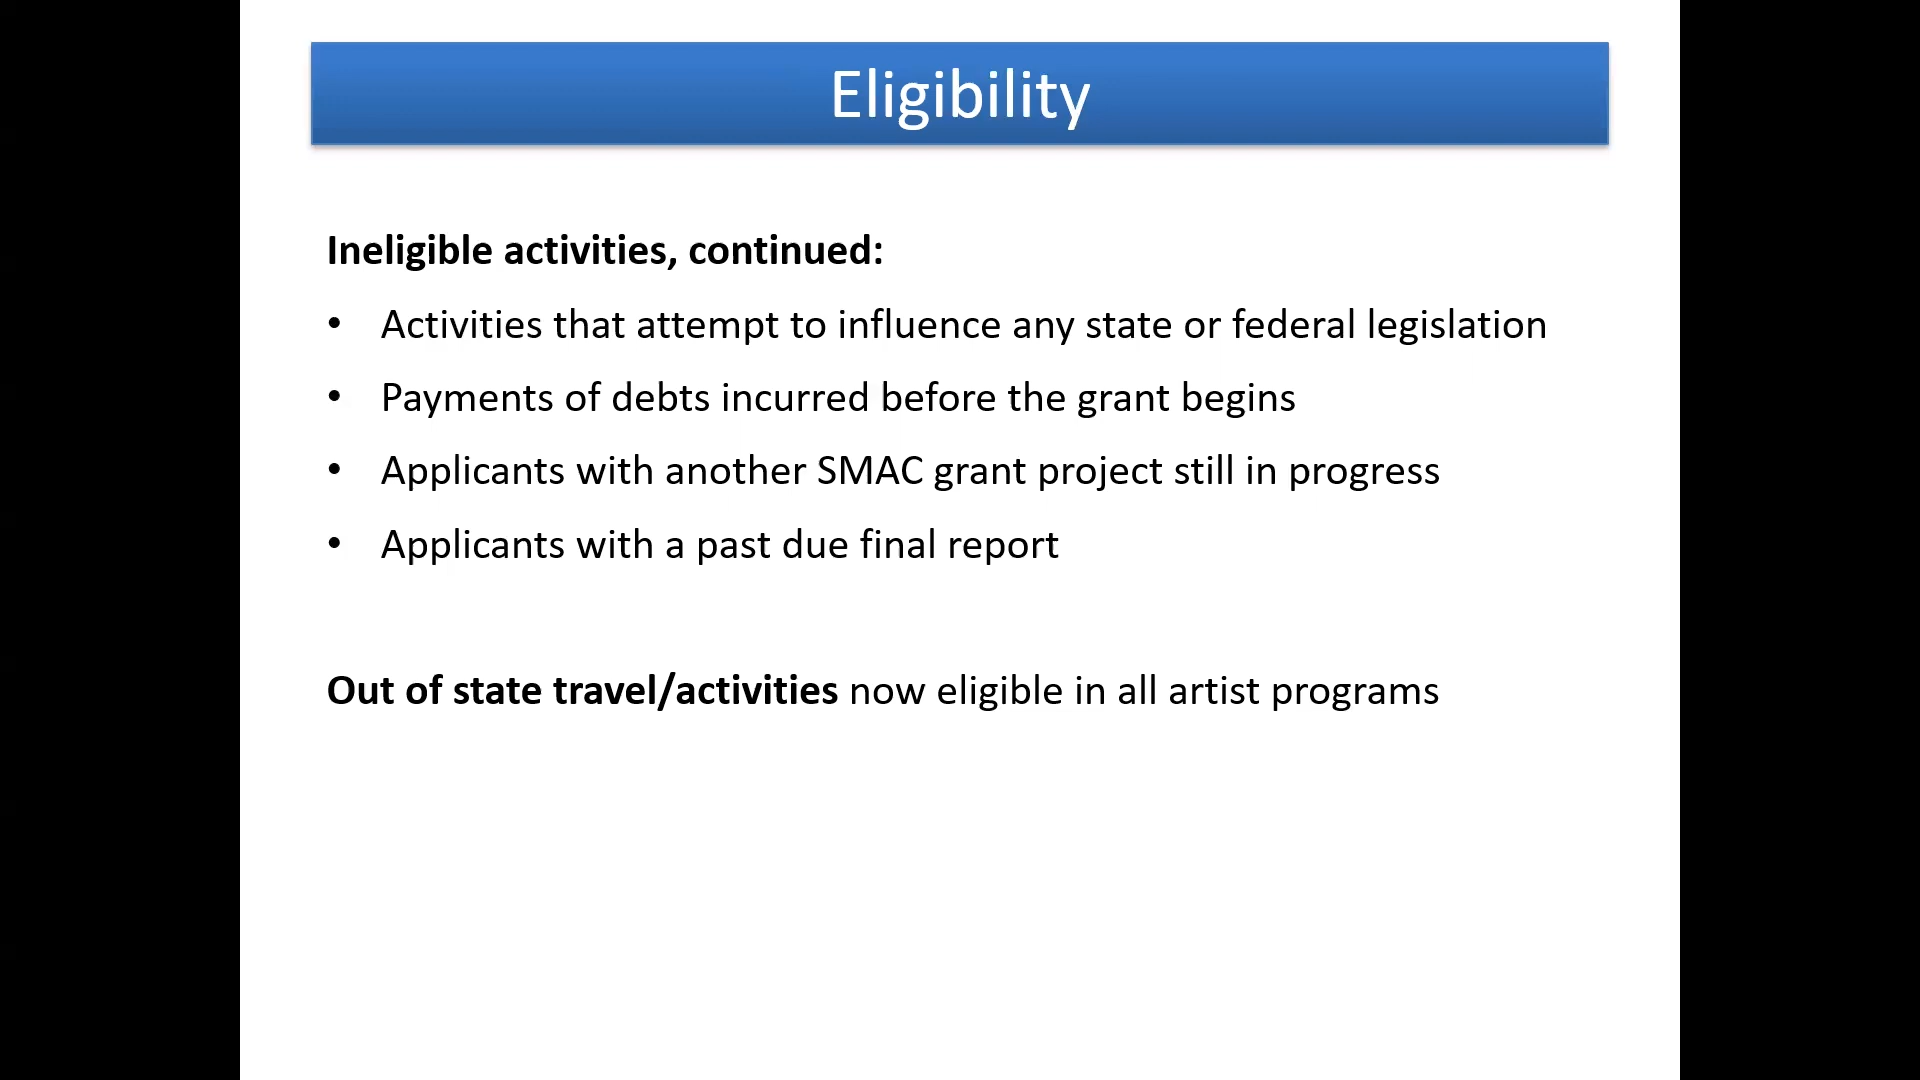 Eligibility
Ineligible activities, continued:
• Activities that attempt to influence any state or federal legislation
• Payments of debts incurred before the grant begins
• Applicants with another SMAC grant project still in progress
• Applicants with a past due final report
Out of state travel/activities now eligible in all artist programs